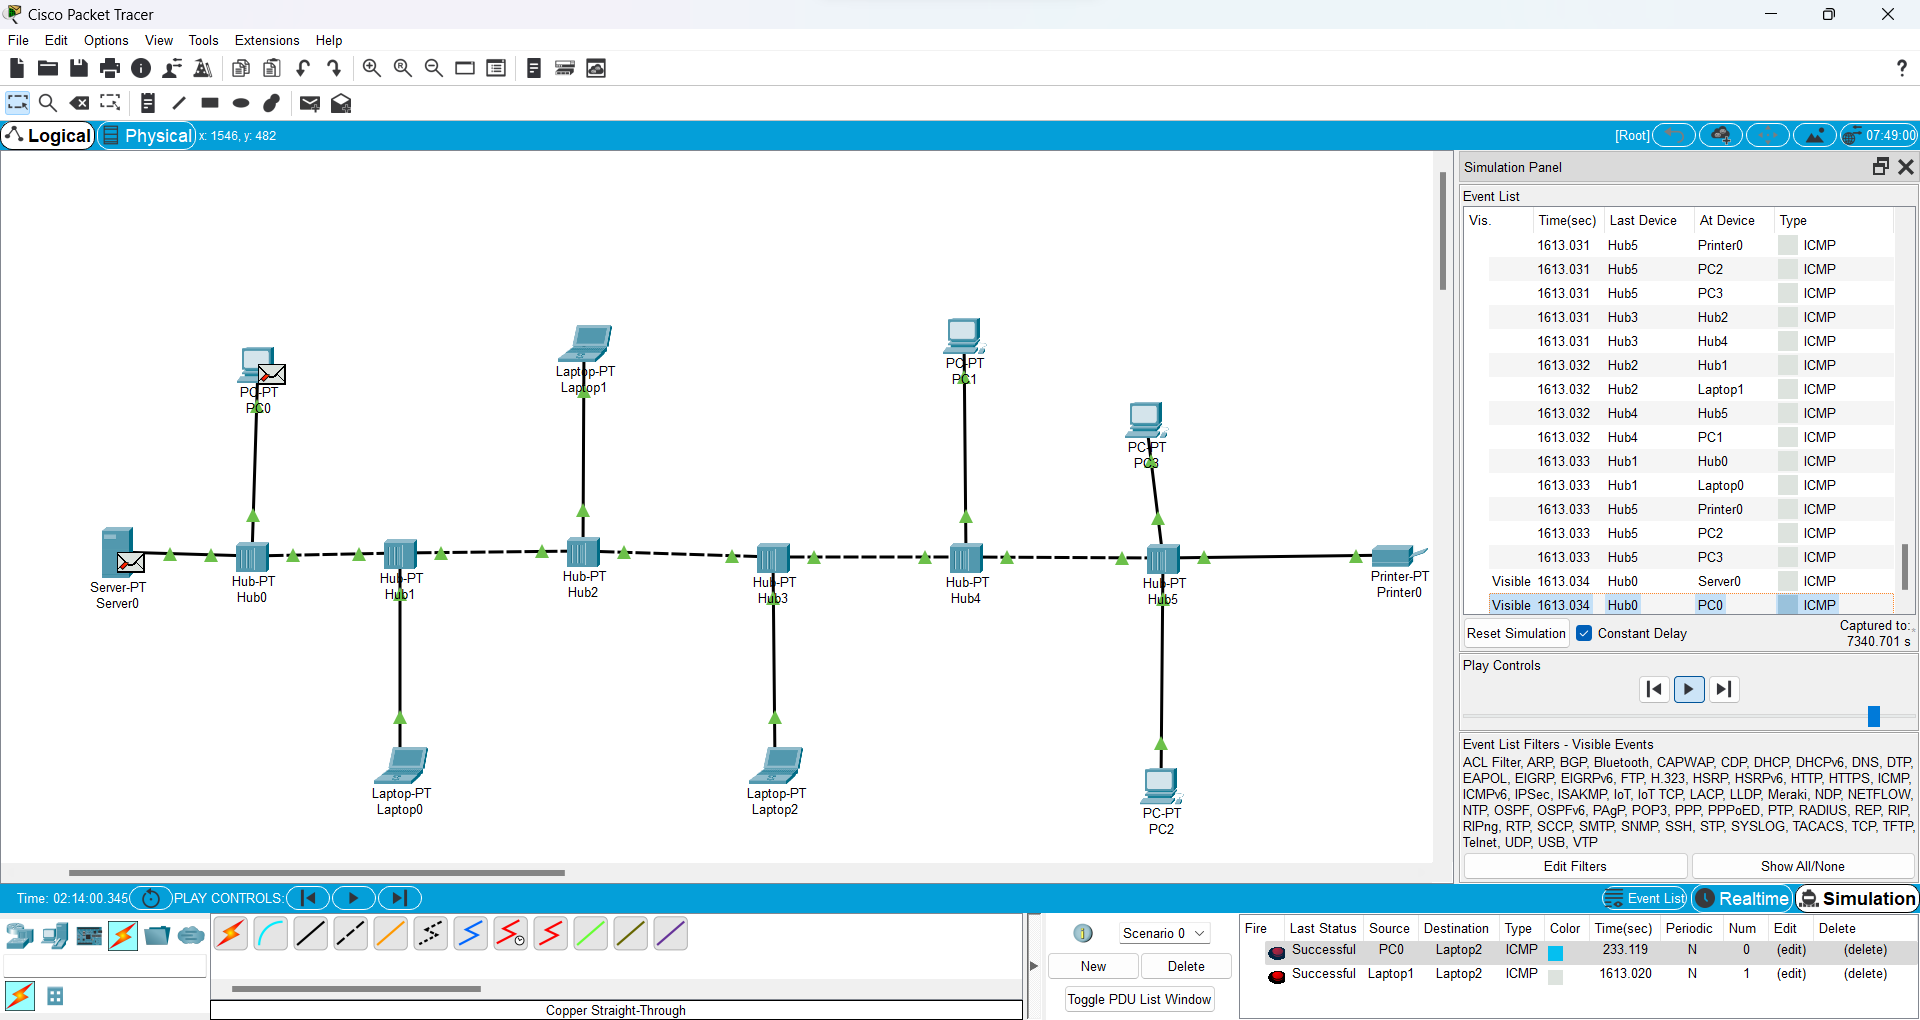 Cisco Packet Tracer
File Edit Options View Tools Extensions Help
Logical Physical x: 1546, y: 482 [Root] 07:49:00
Simulation Panel
Event List
Vis. Time(sec) Last Device At Device Type
1613.031 Hub5 Printer0 ICMP
1613.031 Hub5 PC2 ICMP
1613.031 Hub5 PC3 ICMP
1613.031 Hub3 Hub2 ICMP
1613.031 Hub3 Hub4 ICMP
1613.032 Hub2 Hub1 ICMP
1613.032 Hub2 Laptop1 ICMP
1613.032 Hub4 Hub5 ICMP
1613.032 Hub4 PC1 ICMP
1613.033 Hub1 Hub0 ICMP
1613.033 Hub1 Laptop0 ICMP
1613.033 Hub5 Printer0 ICMP
1613.033 Hub5 PC2 ICMP
1613.033 Hub5 PC3 ICMP
Visible 1613.034 Hub0 Server0 ICMP
Visible 1613.034 Hub0 PC0 ICMP
Reset Simulation Constant Delay Captured to:
7340.701 s
Play Controls
Event List Filters - Visible Events
ACL Filter, ARP, BGP, Bluetooth, CAPWAP, CDP, DHCP, DHCPv6, DNS, DTP,
EAPOL, EIGRP, EIGRPv6, FTP, H.323, HSRP, HSRPv6, HTTP, HTTPS, ICMP,
ICMPv6, IPSec, ISAKMP, IoT, IoT TCP, LACP, LLDP, Meraki, NDP, NETFLOW,
NTP, OSPF, OSPFv6, PAgP, POP3, PPP, PPPoED, PTP, RADIUS, REP, RIP,
RIPng, RTP, SCCP, SMTP, SNMP, SSH, STP, SYSLOG, TACACS, TCP, TFTP,
Telnet, UDP, USB, VTP
Edit Filters Show All/None
PC-PT
PC0
Laptop-PT
Laptop1
PC-PT
PC1
PC-PT
PC3
Server-PT
Server0
Hub-PT
Hub0
Hub-PT
Hub1
Hub-PT
Hub2
Hub-PT
Hub3
Hub-PT
Hub4
Hub-PT
Hub5
Printer-PT
Printer0
Laptop-PT
Laptop0
Laptop-PT
Laptop2
PC-PT
PC2
Time: 02:14:00.345 PLAY CONTROLS: Event List Realtime Simulation
Copper Straight-Through
1 Scenario 0
New Delete
Toggle PDU List Window
Fire Last Status Source Destination Type Color Time(sec) Periodic Num Edit Delete
Successful PC0 Laptop2 ICMP 233.119 N 0 (edit) (delete)
Successful Laptop1 Laptop2 ICMP 1613.020 N 1 (edit) (delete)